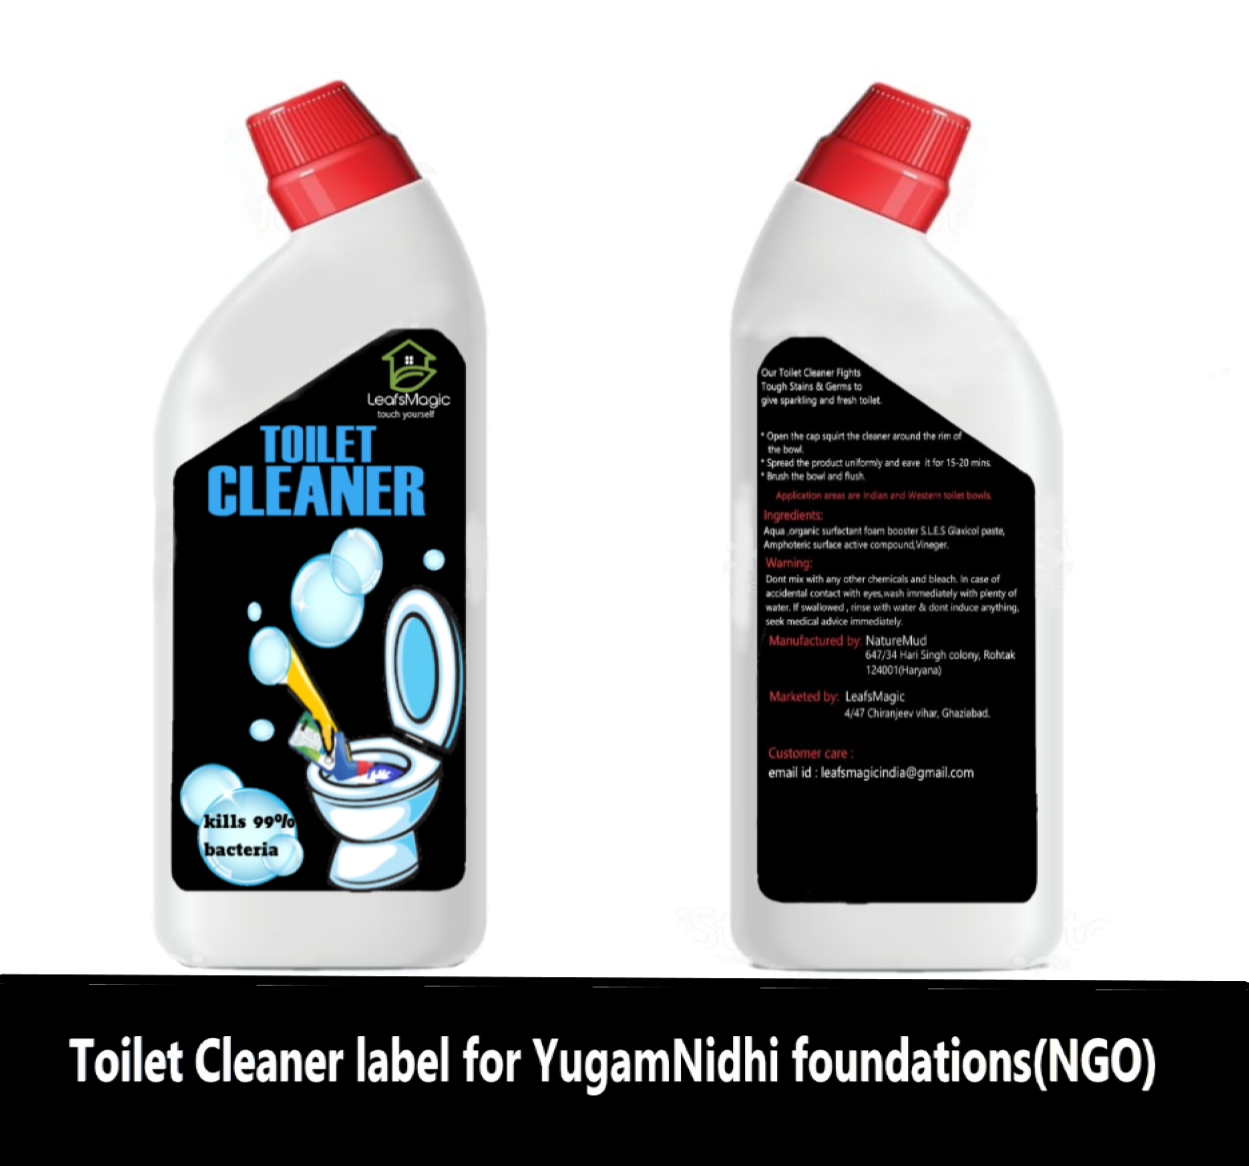 LeafsMagic
touch yourself
TOILET
CLEANER
kills 99%
bacteria
Our Toilet Cleaner Fights
Tough Stains & Germs to
give sparkling and fresh toilet.
* Open the cap squirt the cleaner around the rim of
the bowl.
* Spread the product uniformly and eave it for 15-20 mins.
* Brush the bowl and flush.
Application areas are Indian and Western toilet bowls.
Ingredients:
Aqua ,organic surfactant foam booster S.L.E.S Glaxicol paste,
Amphoteric surface active compound,Vineger.
Warning:
Dont mix with any other chemicals and bleach. In case of
accidental contact with eyes,wash immediately with plenty of
water. If swallowed , rinse with water & dont induce anything,
seek medical advice immediately.
Manufactured by: NatureMud
647/34 Hari Singh colony, Rohtak
124001(Haryana)
Marketed by: LeafsMagic
4/47 Chiranjeev vihar, Ghaziabad.
Customer care :
email id : leafsmagicindia@gmail.com
Toilet Cleaner label for YugamNidhi foundations(NGO)